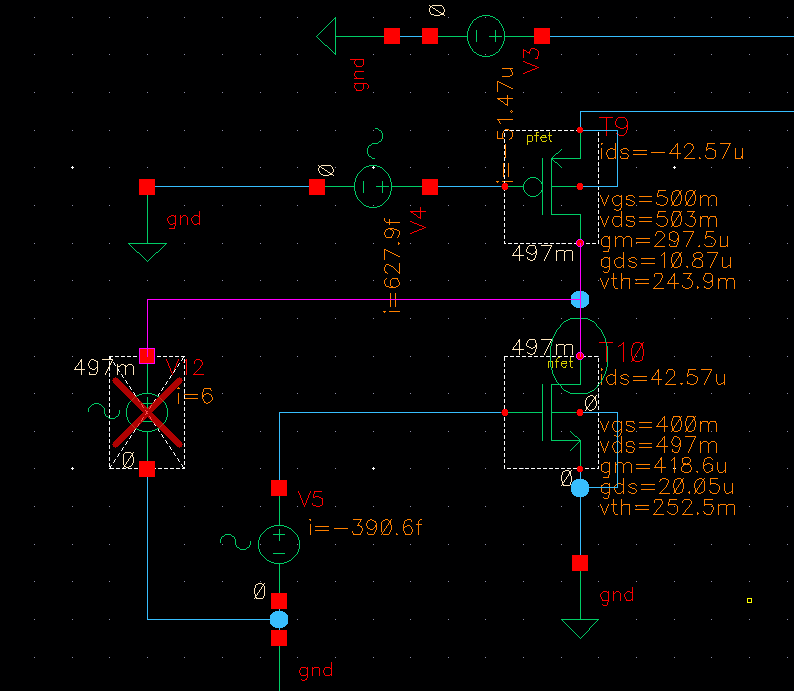 0
V3
gnd
i=
51.47u
pfet
T9
ids=-42.57u
0
V4
gnd
vgs=500m
vds=503m
gm=297.5u
gds=10.87u
vth=243.9m
497m
i=627.9f
497m
nfet
T10
ids=42.57u
497m
V12
i=6
0
vgs=400m
vds=497m
gm=418.6u
gds=20.05u
vth=252.5m
0
0
V5
i=-390.6f
0
gnd
gnd